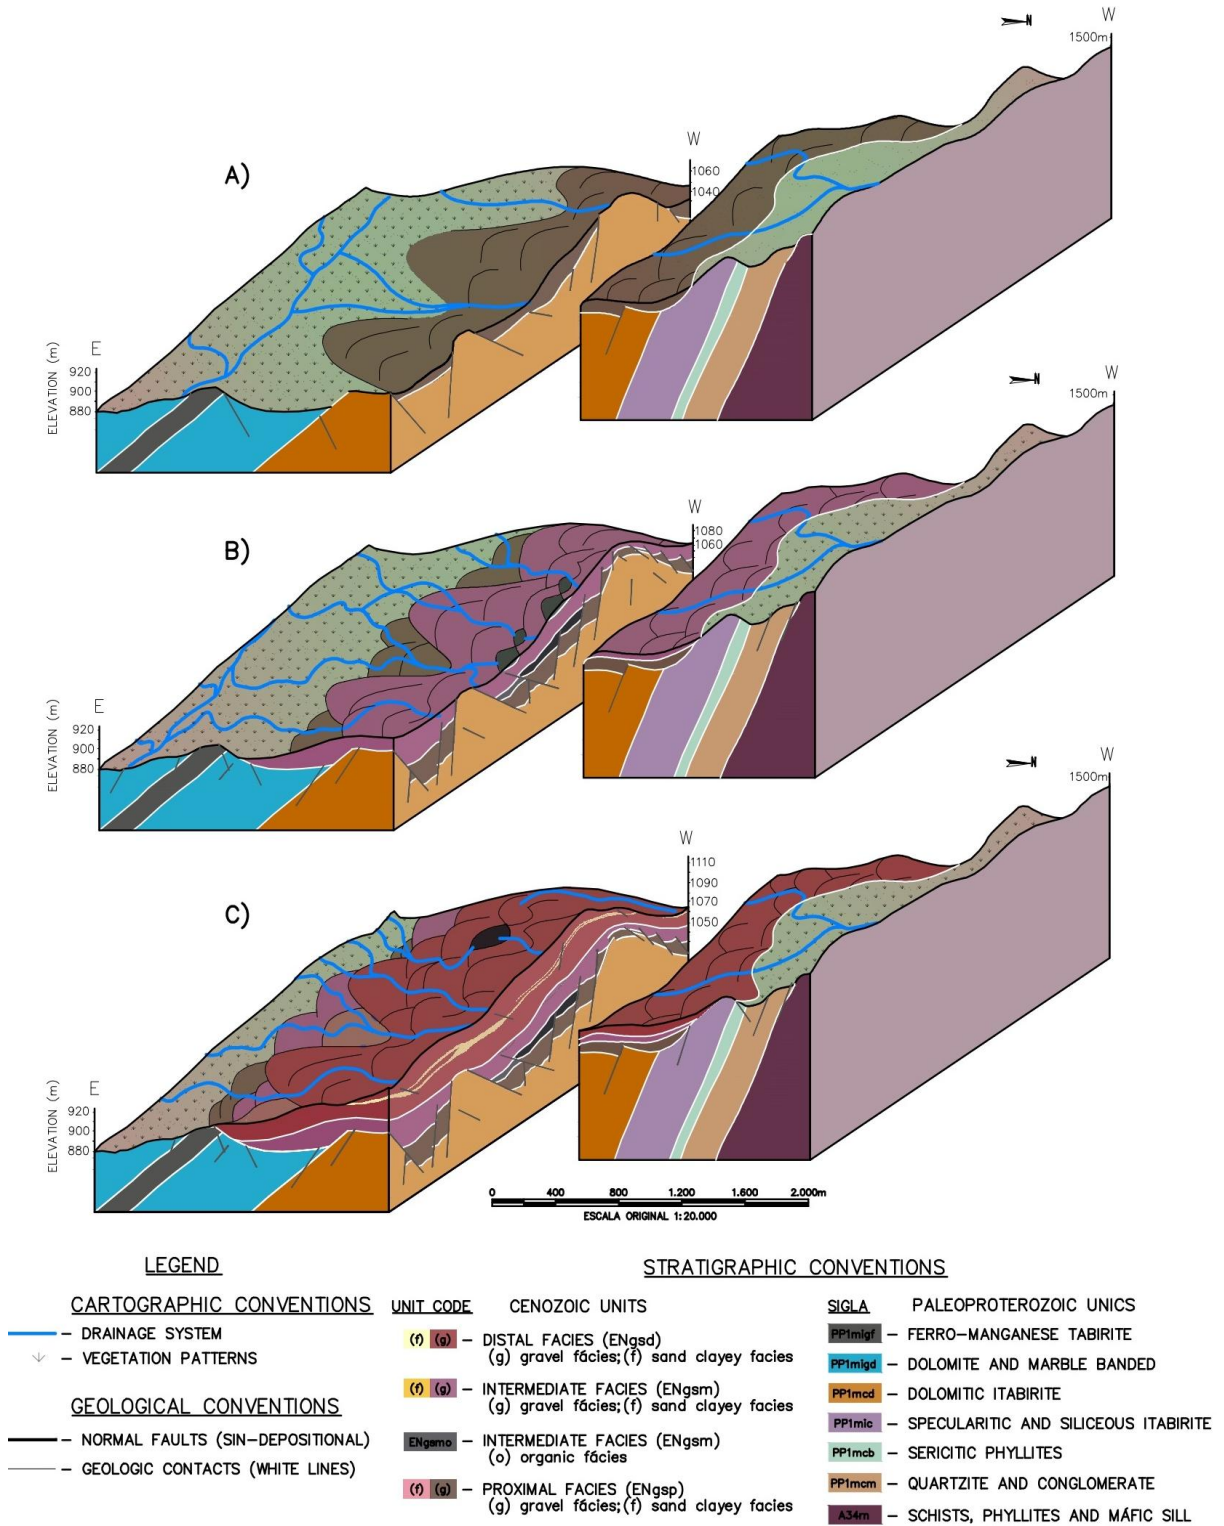 N
W
1500m
A)
W
1060
1040
E
ELEVATION (m)
920
900
880
N
W
1500m
B)
W
1080
1060
E
ELEVATION (m)
920
900
880
N
W
1500m
C)
W
1110
1090
1070
1050
E
ELEVATION (m)
920
900
880
0 400 800 1.200 1.600 2.000m
ESCALA ORIGINAL 1:20.000
LEGEND
CARTOGRAPHIC CONVENTIONS
– DRAINAGE SYSTEM
– VEGETATION PATTERNS
GEOLOGICAL CONVENTIONS
– NORMAL FAULTS (SIN–DEPOSITIONAL)
– GEOLOGIC CONTACTS (WHITE LINES)
STRATIGRAPHIC CONVENTIONS
UNIT CODE CENOZOIC UNITS
(f) (g) – DISTAL FACIES (ENgsd)
(g) gravel fácies;(f) sand clayey facies
(f) (g) – INTERMEDIATE FACIES (ENgsm)
(g) gravel fácies;(f) sand clayey facies
ENgsmo – INTERMEDIATE FACIES (ENgsm)
(o) organic fácies
(f) (g) – PROXIMAL FACIES (ENgsp)
(g) gravel fácies;(f) sand clayey facies
SIGLA PALEOPROTEROZOIC UNICS
PP1migf – FERRO–MANGANESE TABIRITE
PP1migd – DOLOMITE AND MARBLE BANDED
PP1mcd – DOLOMITIC ITABIRITE
PP1mic – SPECULARITIC AND SILICEOUS ITABIRITE
PP1mcb – SERICITIC PHYLLITES
PP1mcm – QUARTZITE AND CONGLOMERATE
A34rn – SCHISTS, PHYLLITES AND MÁFIC SILL